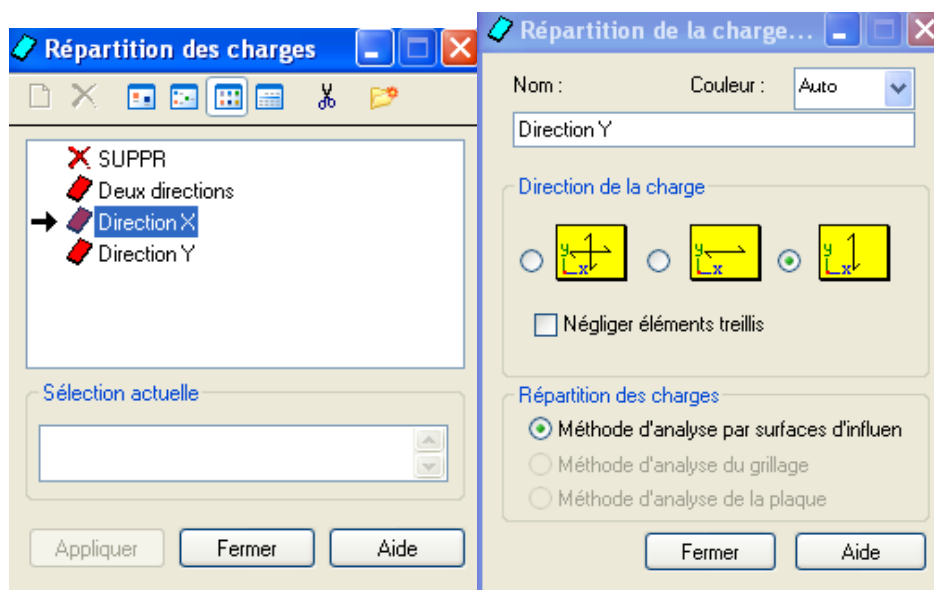 Répartition des charges
SUPPR
Deux directions
Direction X
Direction Y
Sélection actuelle
Appliquer Fermer Aide
Répartition de la charge...
Nom : Couleur : Auto
Direction Y
Direction de la charge
y x y x y x
Négliger éléments treillis
Répartition des charges
Méthode d'analyse par surfaces d'influen
Méthode d'analyse du grillage
Méthode d'analyse de la plaque
Fermer Aide